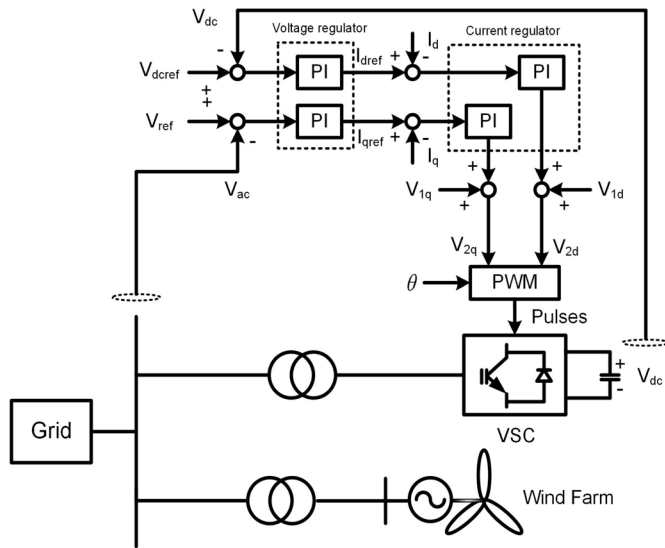 Vdc
Voltage regulator
Id
Current regulator
-
Vdcref
PI
Idref
+
-
PI
+
+
Vref
PI
Iqref
+
-
PI
-
Iq
Vac
+
+
V1q
+
+
V1d
V2q
V2d
θ
PWM
Pulses
+
-
Vdc
VSC
Grid
Wind Farm